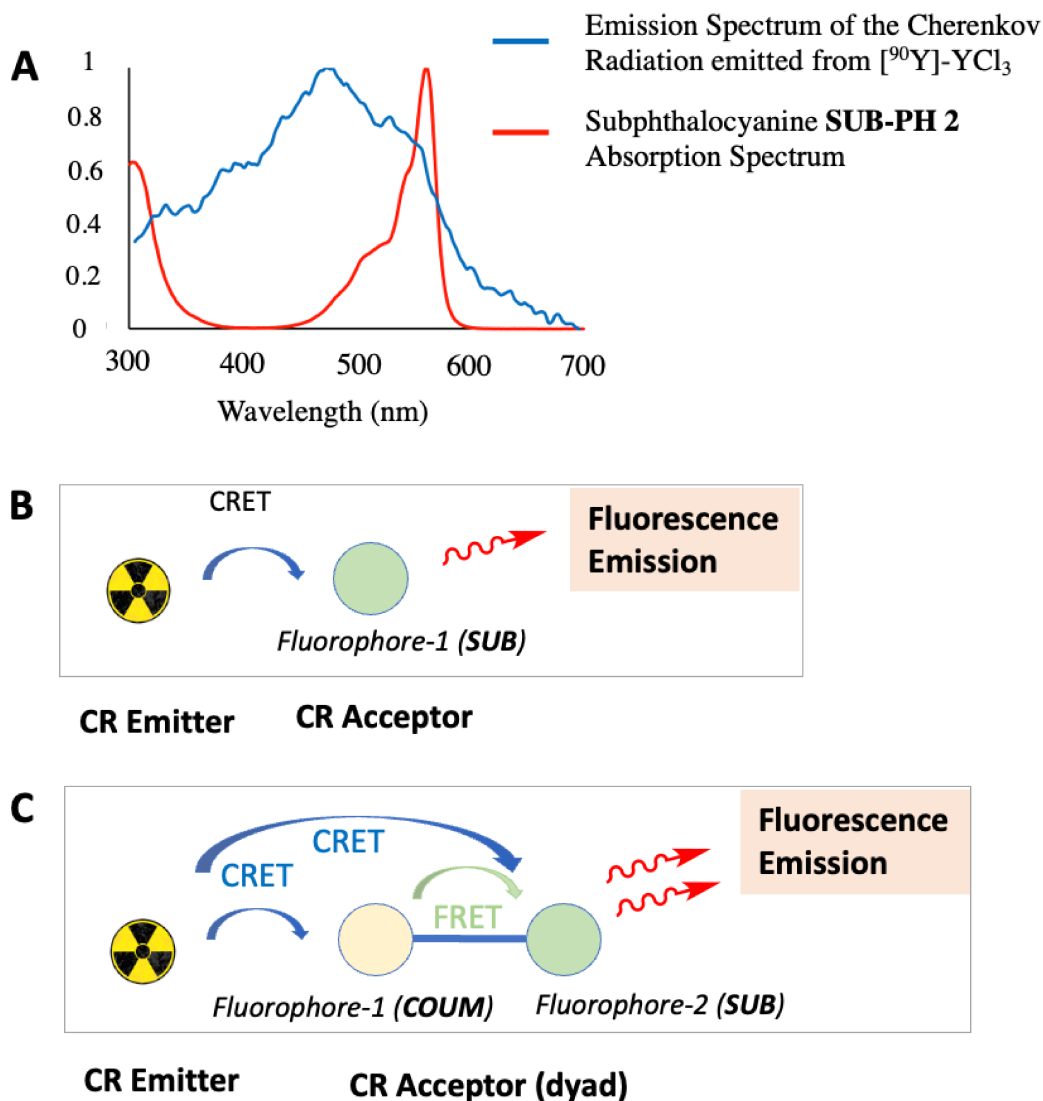 A
Emission Spectrum of the Cherenkov
Radiation emitted from [⁹⁰Y]-YCl₃
Subphthalocyanine SUB-PH 2
Absorption Spectrum
1
0.8
0.6
0.4
0.2
0
300 400 500 600 700
Wavelength (nm)
B
CRET
Fluorescence
Emission
Fluorophore-1 (SUB)
CR Emitter CR Acceptor
C
CRET
CRET
FRET
Fluorescence
Emission
Fluorophore-1 (COUM) Fluorophore-2 (SUB)
CR Emitter CR Acceptor (dyad)